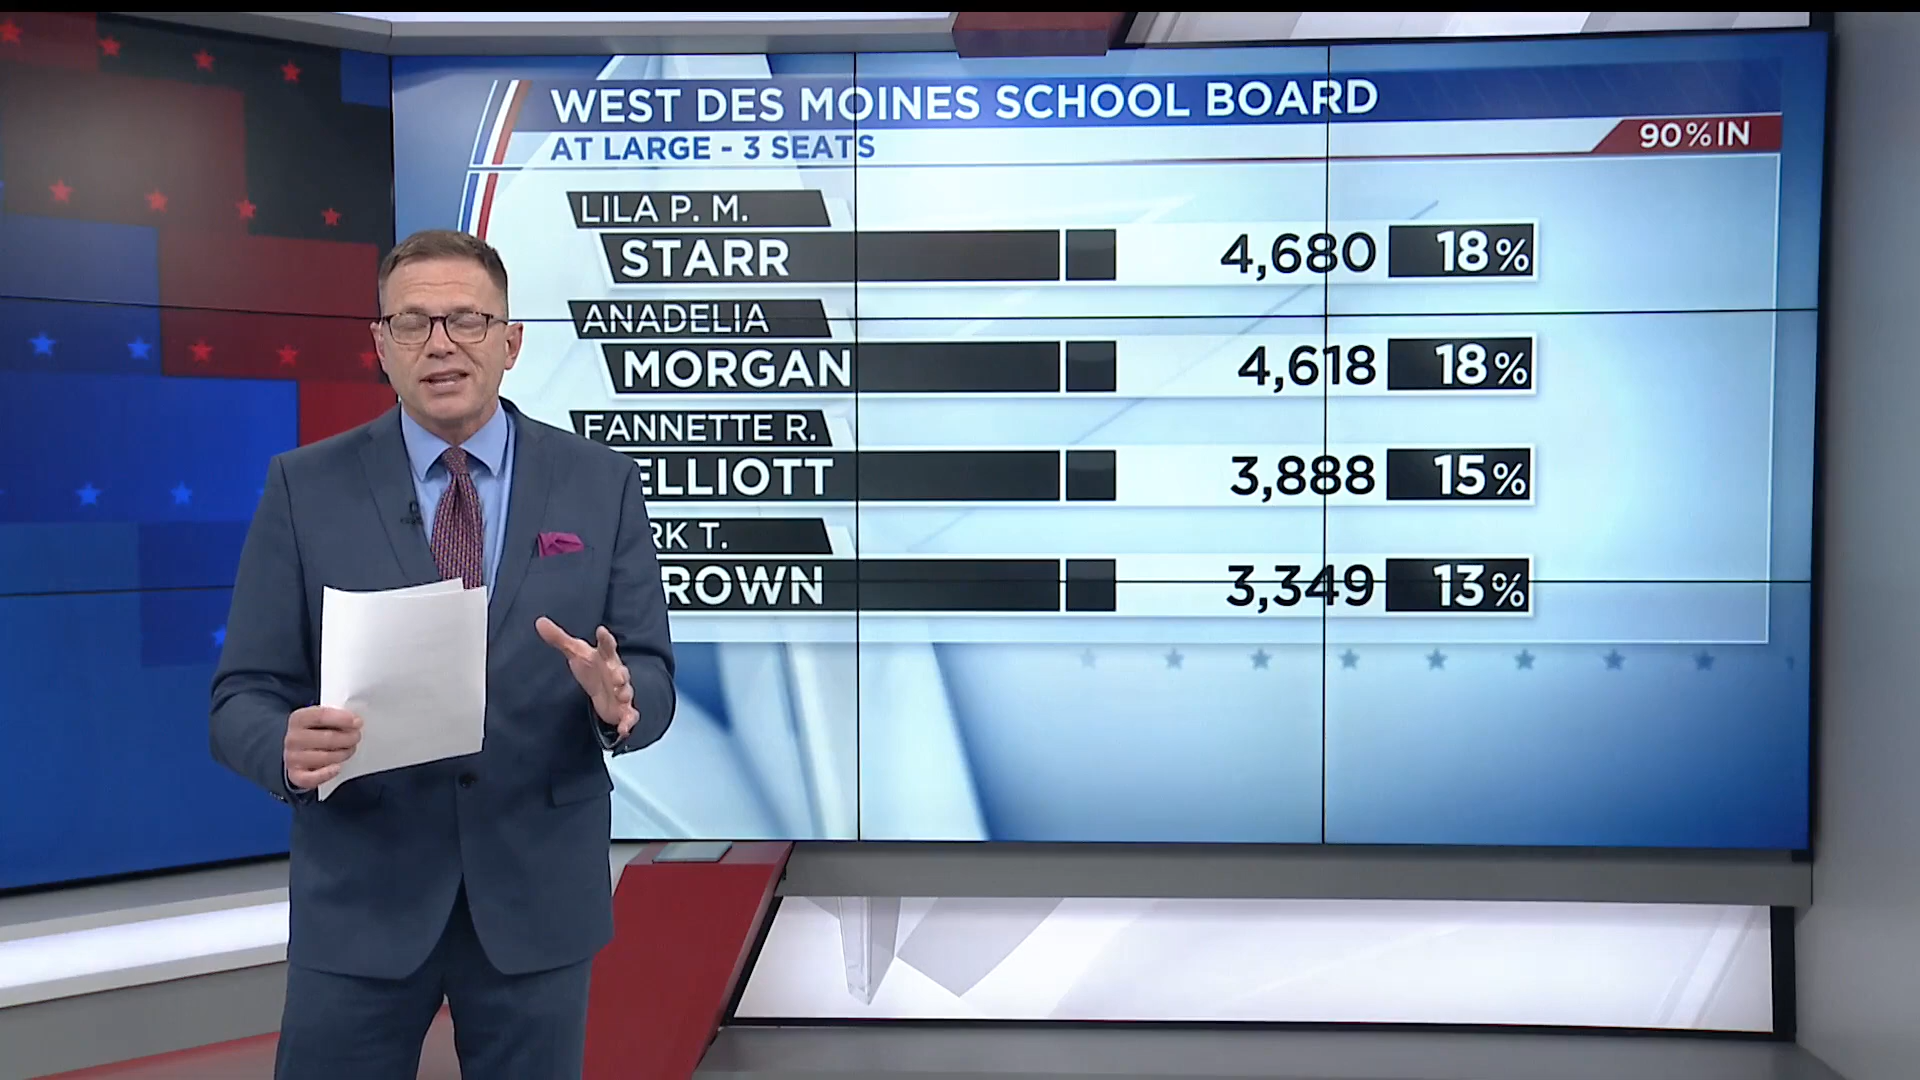 WEST DES MOINES SCHOOL BOARD
AT LARGE - 3 SEATS
90% IN
LILA P. M.
STARR 4,680 18%
ANADELIA
MORGAN 4,618 18%
FANNETTE R.
ELLIOTT 3,888 15%
RK T.
ROWN 3,349 13%